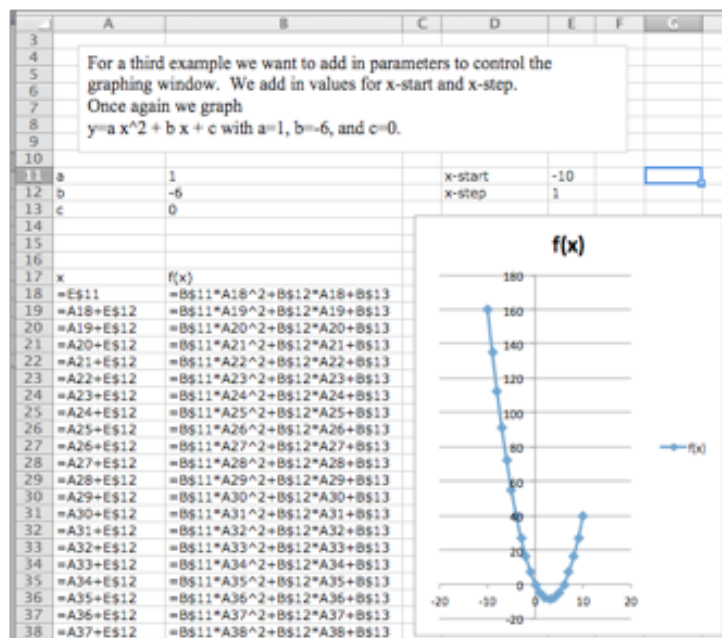 A B C D E F G
3
4
5
6
7
8
9
10
For a third example we want to add in parameters to control the
graphing window. We add in values for x-start and x-step.
Once again we graph
y=a x^2 + b x + c with a=1, b=-6, and c=0.
11 a 1 x-start -10
12 b -6 x-step 1
13 c 0
14
15
16
17 x f(x)
18 =E$11 =B$11*A18^2+B$12*A18+B$13
19 =A18+E$12 =B$11*A19^2+B$12*A19+B$13
20 =A19+E$12 =B$11*A20^2+B$12*A20+B$13
21 =A20+E$12 =B$11*A21^2+B$12*A21+B$13
22 =A21+E$12 =B$11*A22^2+B$12*A22+B$13
23 =A22+E$12 =B$11*A23^2+B$12*A23+B$13
24 =A23+E$12 =B$11*A24^2+B$12*A24+B$13
25 =A24+E$12 =B$11*A25^2+B$12*A25+B$13
26 =A25+E$12 =B$11*A26^2+B$12*A26+B$13
27 =A26+E$12 =B$11*A27^2+B$12*A27+B$13
28 =A27+E$12 =B$11*A28^2+B$12*A28+B$13
29 =A28+E$12 =B$11*A29^2+B$12*A29+B$13
30 =A29+E$12 =B$11*A30^2+B$12*A30+B$13
31 =A30+E$12 =B$11*A31^2+B$12*A31+B$13
32 =A31+E$12 =B$11*A32^2+B$12*A32+B$13
33 =A32+E$12 =B$11*A33^2+B$12*A33+B$13
34 =A33+E$12 =B$11*A34^2+B$12*A34+B$13
35 =A34+E$12 =B$11*A35^2+B$12*A35+B$13
36 =A35+E$12 =B$11*A36^2+B$12*A36+B$13
37 =A36+E$12 =B$11*A37^2+B$12*A37+B$13
38 =A37+E$12 =B$11*A38^2+B$12*A38+B$13
f(x)
180
160
140
120
100
80
60
40
20
0
-20
-20 -10 0 10 20
f(x)